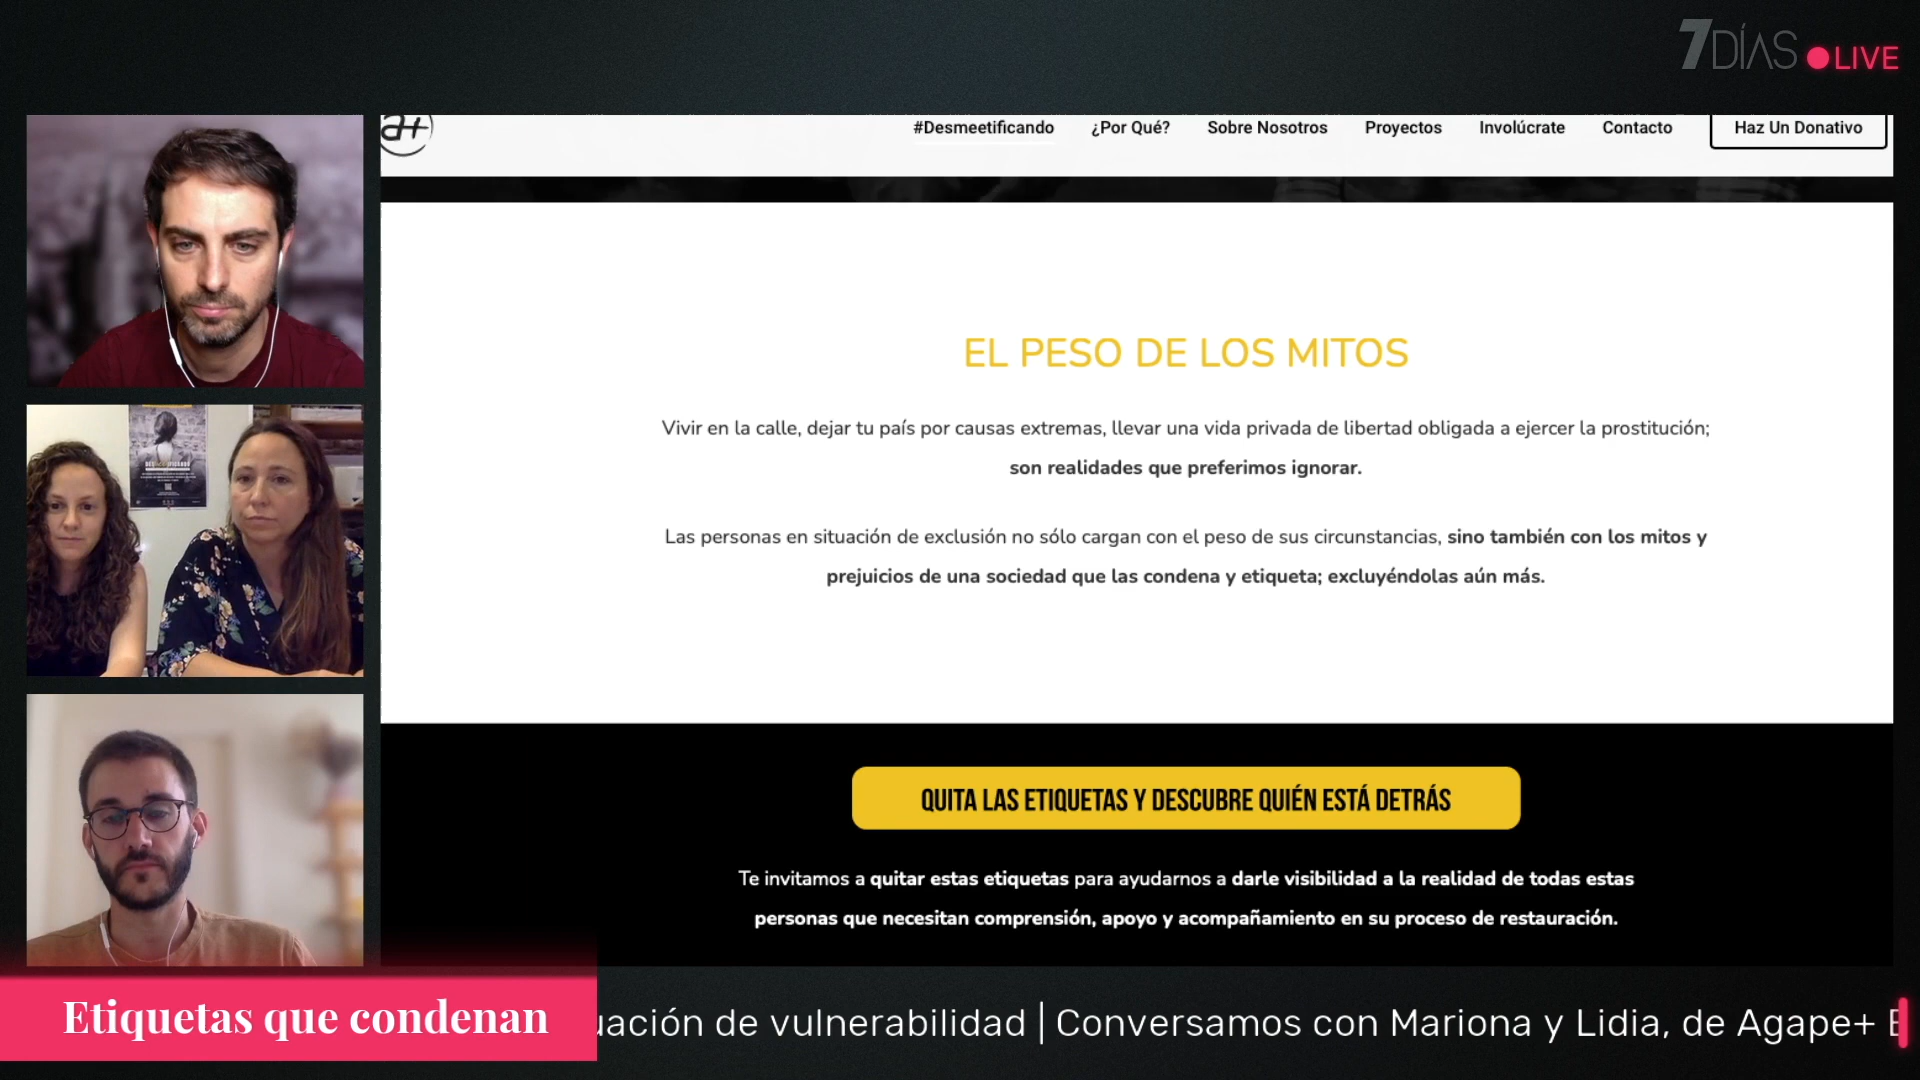 7DÍAS LIVE
a+
#Desmeetificando ¿Por Qué? Sobre Nosotros Proyectos Involúcrate Contacto Haz Un Donativo
EL PESO DE LOS MITOS
Vivir en la calle, dejar tu país por causas extremas, llevar una vida privada de libertad obligada a ejercer la prostitución;
son realidades que preferimos ignorar.
Las personas en situación de exclusión no sólo cargan con el peso de sus circunstancias, sino también con los mitos y
prejuicios de una sociedad que las condena y etiqueta; excluyéndolas aún más.
QUITA LAS ETIQUETAS Y DESCUBRE QUIÉN ESTÁ DETRÁS
Te invitamos a quitar estas etiquetas para ayudarnos a darle visibilidad a la realidad de todas estas
personas que necesitan comprensión, apoyo y acompañamiento en su proceso de restauración.
Etiquetas que condenan
uación de vulnerabilidad | Conversamos con Mariona y Lidia, de Agape+